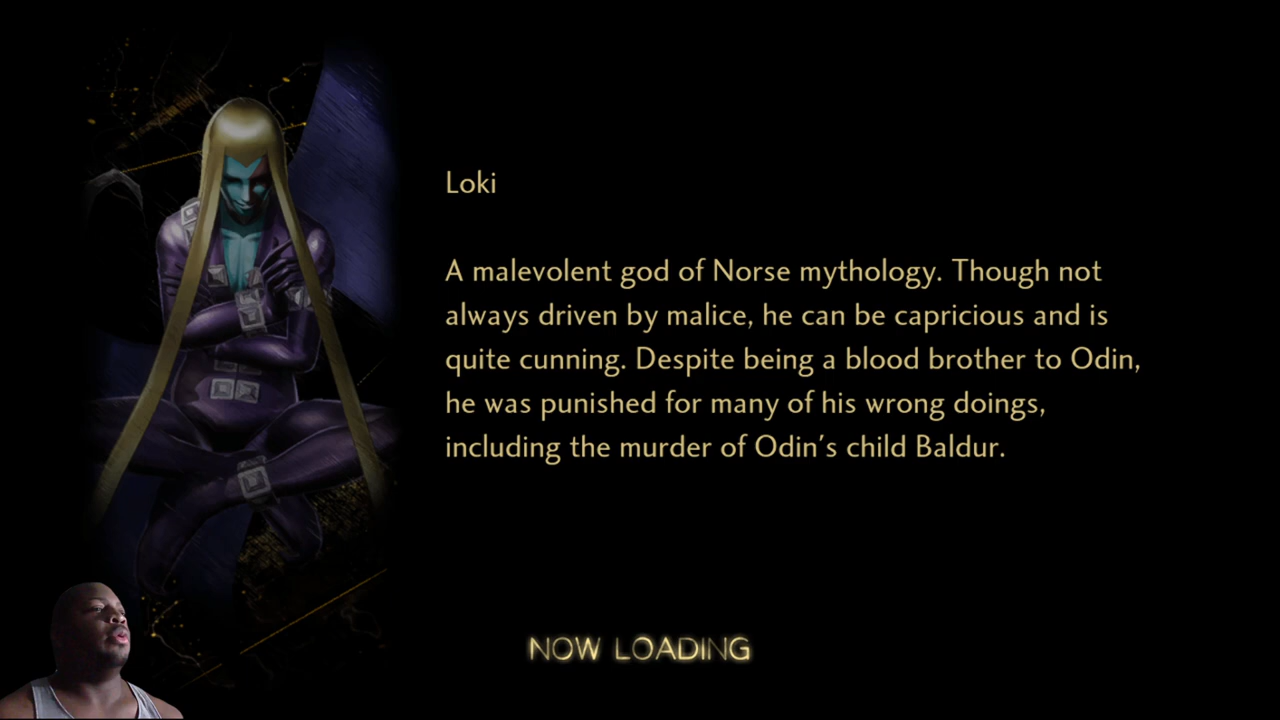 Loki
A malevolent god of Norse mythology. Though not
always driven by malice, he can be capricious and is
quite cunning. Despite being a blood brother to Odin,
he was punished for many of his wrong doings,
including the murder of Odin's child Baldur.
NOW LOADING